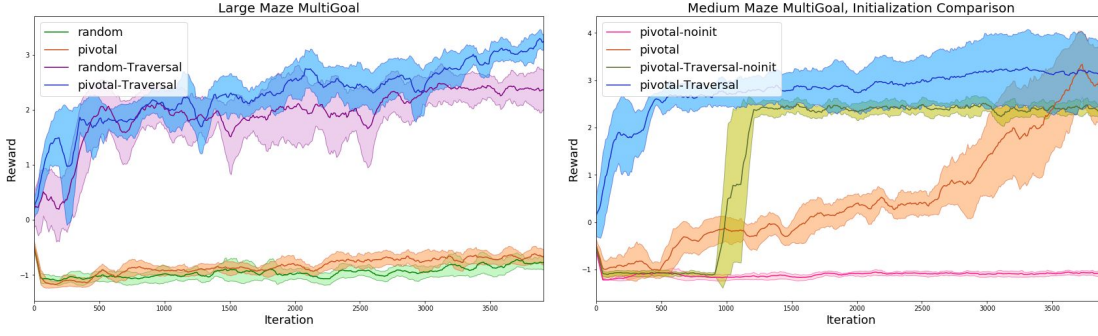 Large Maze MultiGoal
random
pivotal
random-Traversal
pivotal-Traversal
Reward
3
2
1
0
−1
0
500
1000
1500
2000
2500
3000
3500
Iteration
Medium Maze MultiGoal, Initialization Comparison
pivotal-noinit
pivotal
pivotal-Traversal-noinit
pivotal-Traversal
Reward
4
3
2
1
0
−1
0
500
1000
1500
2000
2500
3000
3500
Iteration